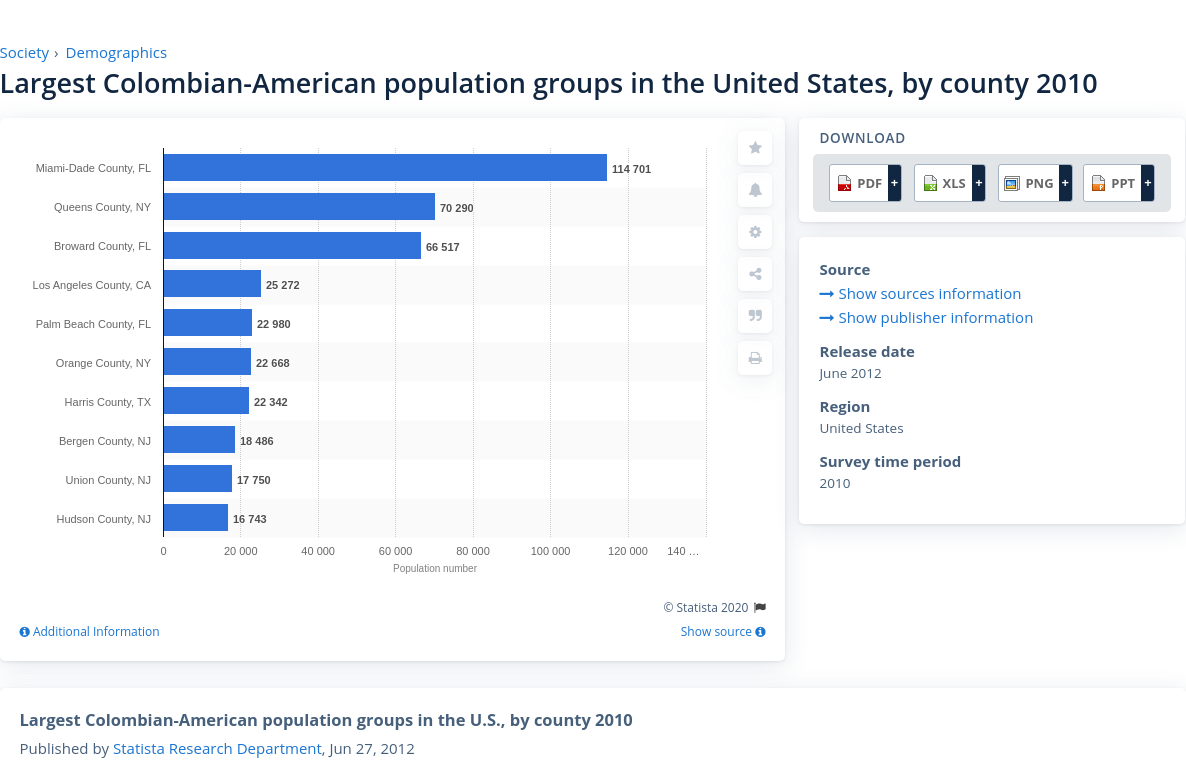 Society › Demographics
Largest Colombian-American population groups in the United States, by county 2010
Miami-Dade County, FL 114 701
Queens County, NY 70 290
Broward County, FL 66 517
Los Angeles County, CA 25 272
Palm Beach County, FL 22 980
Orange County, NY 22 668
Harris County, TX 22 342
Bergen County, NJ 18 486
Union County, NJ 17 750
Hudson County, NJ 16 743
0 20 000 40 000 60 000 80 000 100 000 120 000 140 …
Population number
© Statista 2020
Additional Information Show source
DOWNLOAD
PDF + XLS + PNG + PPT +
Source
Show sources information
Show publisher information
Release date
June 2012
Region
United States
Survey time period
2010
Largest Colombian-American population groups in the U.S., by county 2010
Published by Statista Research Department, Jun 27, 2012